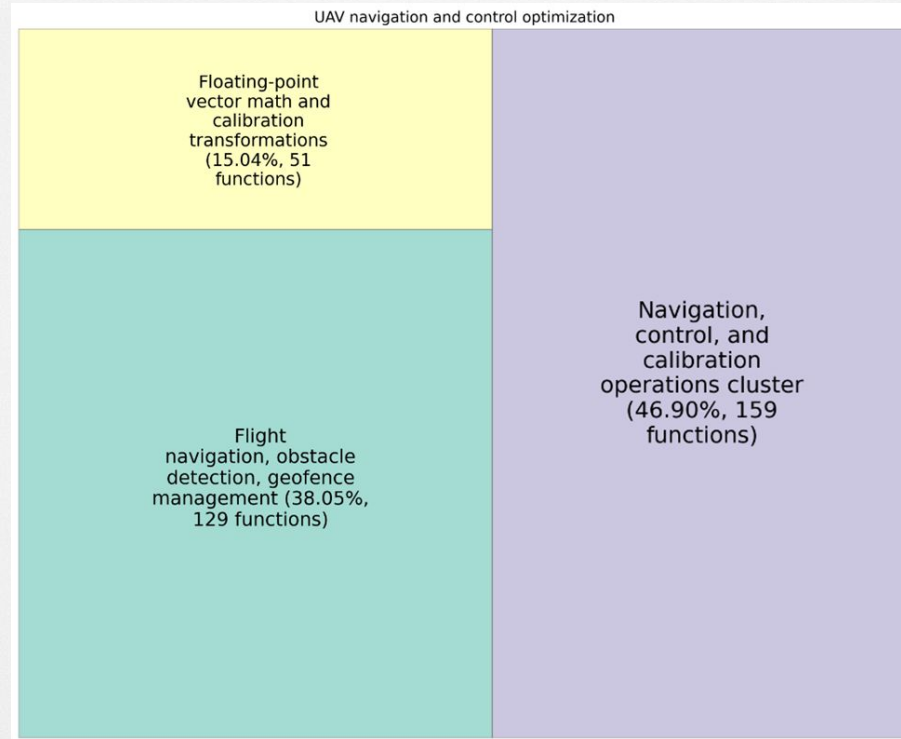 UAV navigation and control optimization
Floating-point
vector math and
calibration
transformations
(15.04%, 51
functions)
Flight
navigation, obstacle
detection, geofence
management (38.05%,
129 functions)
Navigation,
control, and
calibration
operations cluster
(46.90%, 159
functions)